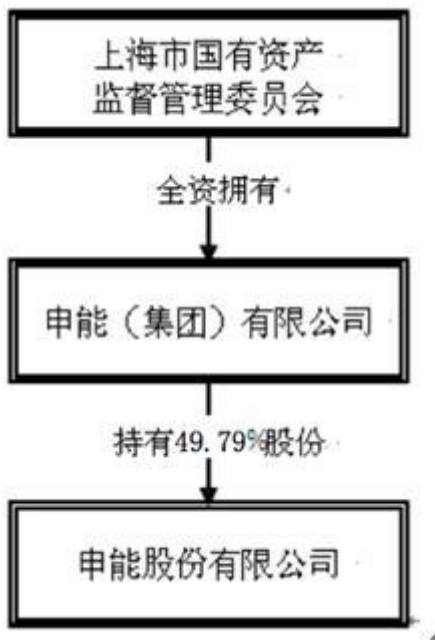 上海市国有资产
监督管理委员会
全资拥有
申能（集团）有限公司
持有49.79%股份
申能股份有限公司